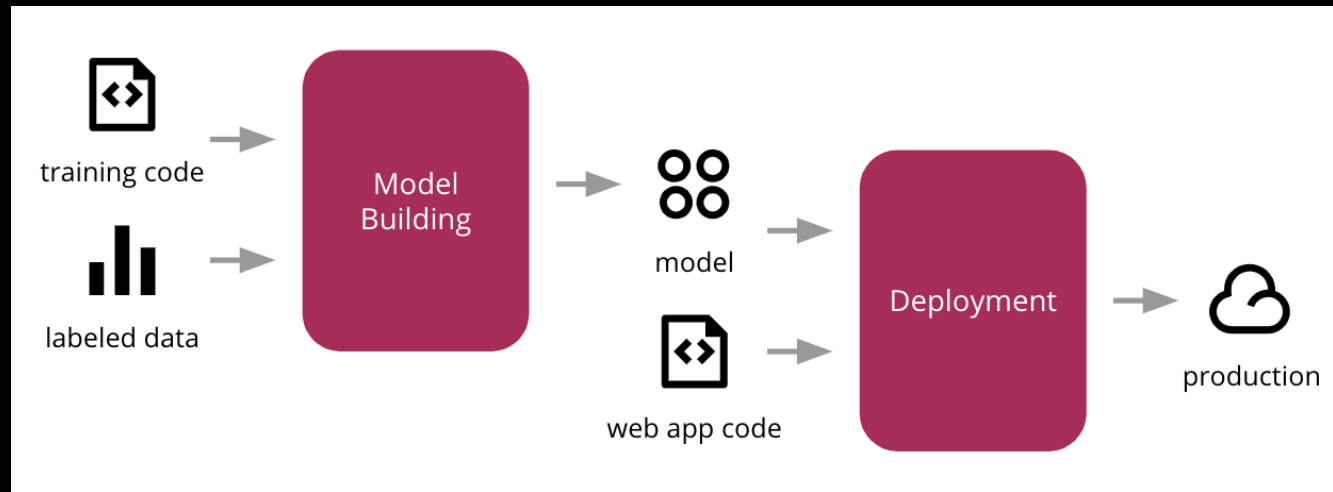 training code
labeled data
Model
Building
model
web app code
Deployment
production